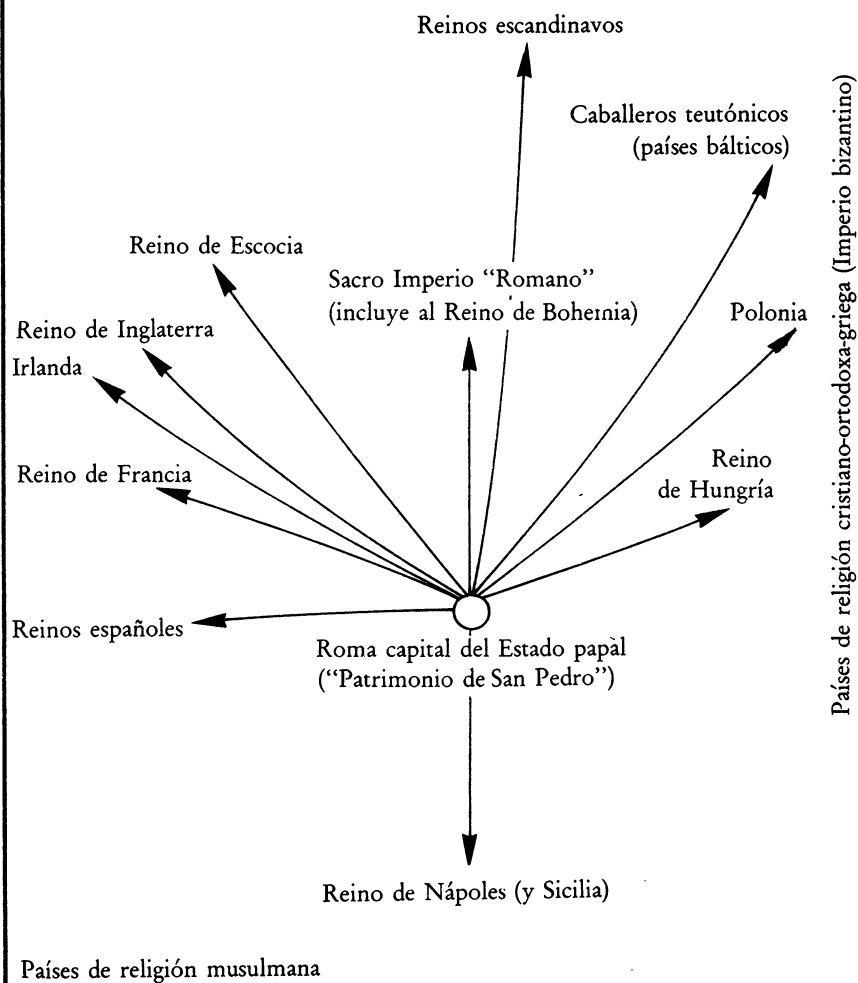 Reinos escandinavos
Caballeros teutónicos
(países bálticos)
Reino de Escocia
Sacro Imperio “Romano”
(incluye al Reino de Bohemia)
Reino de Inglaterra
Polonia
Irlanda
Reino de Francia
Reino
de Hungría
Reinos españoles
Roma capital del Estado papàl
(“Patrimonio de San Pedro”)
Reino de Nápoles (y Sicilia)
Países de religión musulmana
Países de religión cristiano-ortodoxa-griega (Imperio bizantino)